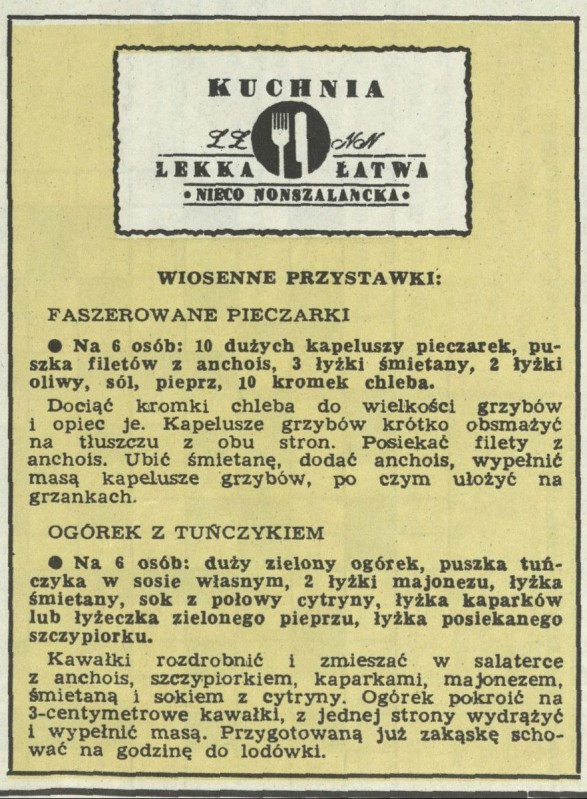 KUCHNIA
ŁŁ NN
LEKKA ŁATWA
• NIECO NONSZALANCKA •
WIOSENNE PRZYSTAWKI:
FASZEROWANE PIECZARKI
● Na 6 osób: 10 dużych kapeluszy pieczarek, pu-
szka filetów z anchois, 3 łyżki śmietany, 2 łyżki
oliwy, sól, pieprz, 10 kromek chleba.
Dociąć kromki chleba do wielkości grzybów
i opiec je. Kapelusze grzybów krótko obsmażyć
na tłuszczu z obu stron. Posiekać filety z
anchois. Ubić śmietanę, dodać anchois, wypełnić
masą kapelusze grzybów, po czym ułożyć na
grzankach.
OGÓREK Z TUŃCZYKIEM
● Na 6 osób: duży zielony ogórek, puszka tuń-
czyka w sosie własnym, 2 łyżki majonezu, łyżka
śmietany, sok z połowy cytryny, łyżka kaparków
lub łyżeczka zielonego pieprzu, łyżka posiekanego
szczypiorku.
Kawałki rozdrobnić i zmieszać w salaterce
z anchois, szczypiorkiem, kaparkami, majonezem,
śmietaną i sokiem z cytryny. Ogórek pokroić na
3-centymetrowe kawałki, z jednej strony wydrążyć
i wypełnić masą. Przygotowaną już zakąskę scho-
wać na godzinę do lodówki.